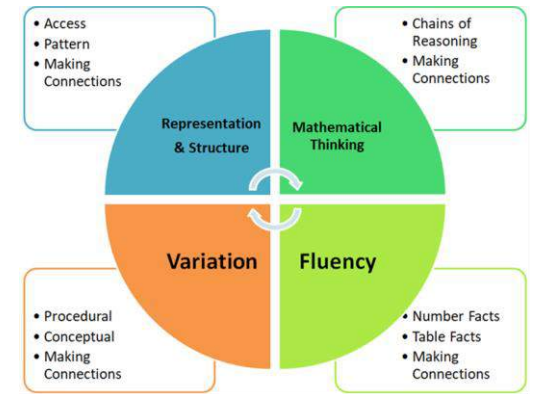 • Access
• Pattern
• Making
Connections
• Chains of
Reasoning
• Making
Connections
Representation
& Structure
Mathematical
Thinking
Variation
Fluency
• Procedural
• Conceptual
• Making
Connections
• Number Facts
• Table Facts
• Making
Connections